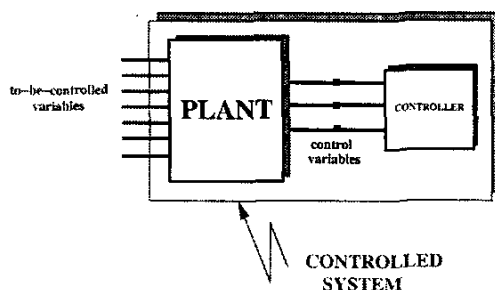 to-be-controlled
variables
PLANT
CONTROLLER
control
variables
CONTROLLED
SYSTEM